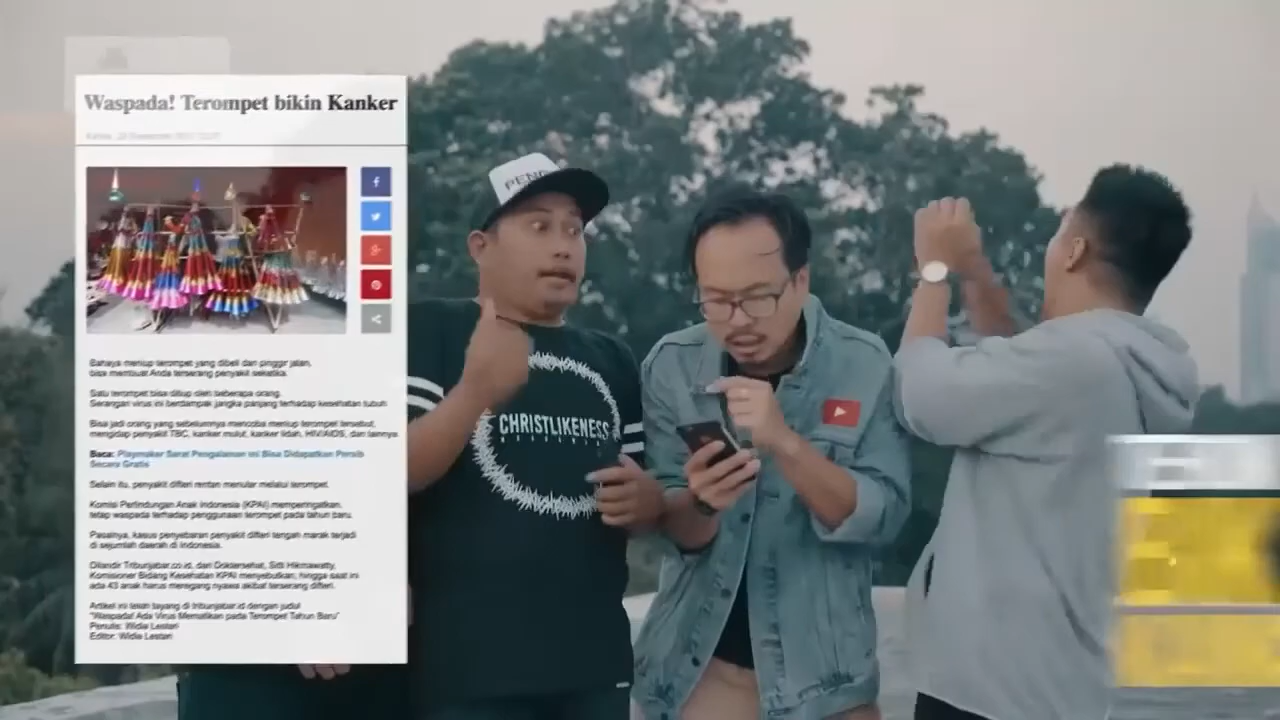 Waspada! Terompet bikin Kanker
Bahaya meniup terompet yang dibeli dari pinggir jalan,
bisa membuat Anda terserang penyakit seketika.
Satu terompet bisa ditiup oleh beberapa orang.
Serangan virus ini berdampak jangka panjang terhadap kesehatan tubuh
Bisa jadi orang yang sebelumnya mencoba meniup terompet tersebut,
mengidap penyakit TBC, kanker mulut, kanker lidah, HIV/AIDS, dan lainnya.
Baca: Playmaker Sarat Pengalaman ini Bisa Didapatkan Persib
Secara Gratis
Selain itu, penyakit difteri rentan menular melalui terompet.
Komisi Perlindungan Anak Indonesia (KPAI) memperingatkan,
tetap waspada terhadap penggunaan terompet pada tahun baru.
Pasalnya, kasus penyebaran penyakit difteri tengah marak terjadi
di sejumlah daerah di Indonesia.
Dilansir Tribunjabar.co.id, dari Doktersehat, Sitti Hikmawatty,
Komisioner Bidang Kesehatan KPAI menyebutkan, hingga saat ini
ada 43 anak harus meregang nyawa akibat terserang difteri.
Artikel ini telah tayang di tribunjabar.id dengan judul
"Waspada! Ada Virus Mematikan pada Terompet Tahun Baru"
Penulis: Widia Lestari
Editor: Widia Lestari
CHRISTLIKENESS